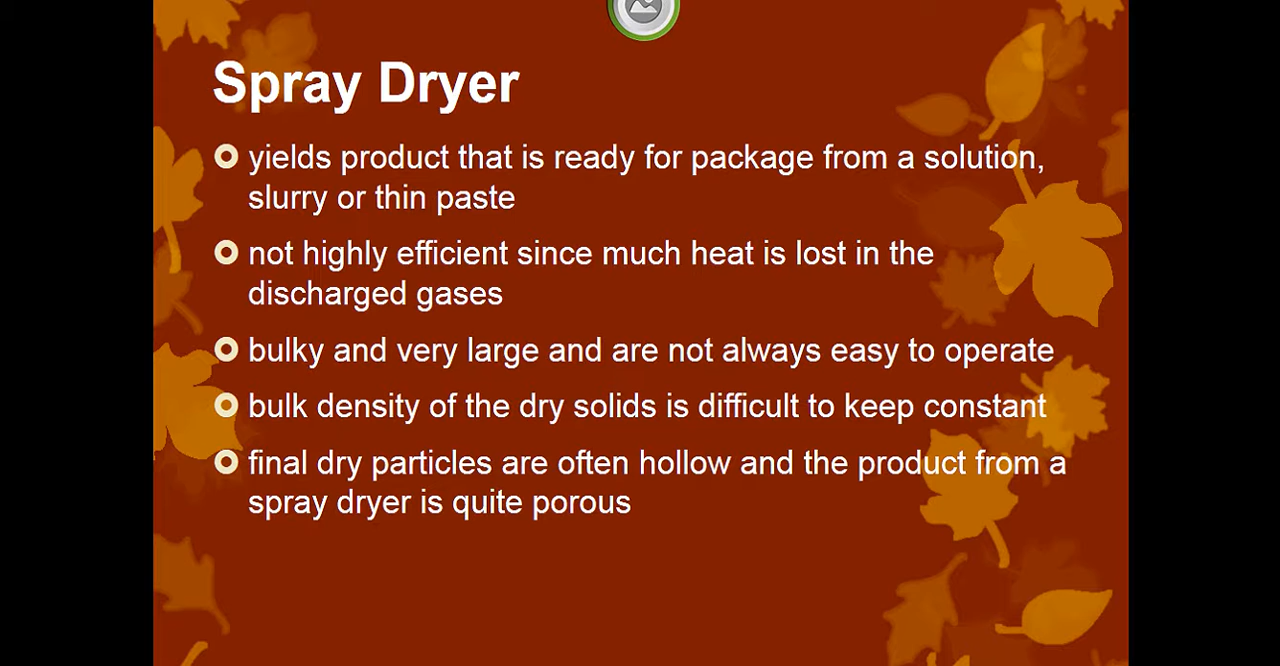 Spray Dryer
yields product that is ready for package from a solution,
slurry or thin paste
not highly efficient since much heat is lost in the
discharged gases
bulky and very large and are not always easy to operate
bulk density of the dry solids is difficult to keep constant
final dry particles are often hollow and the product from a
spray dryer is quite porous